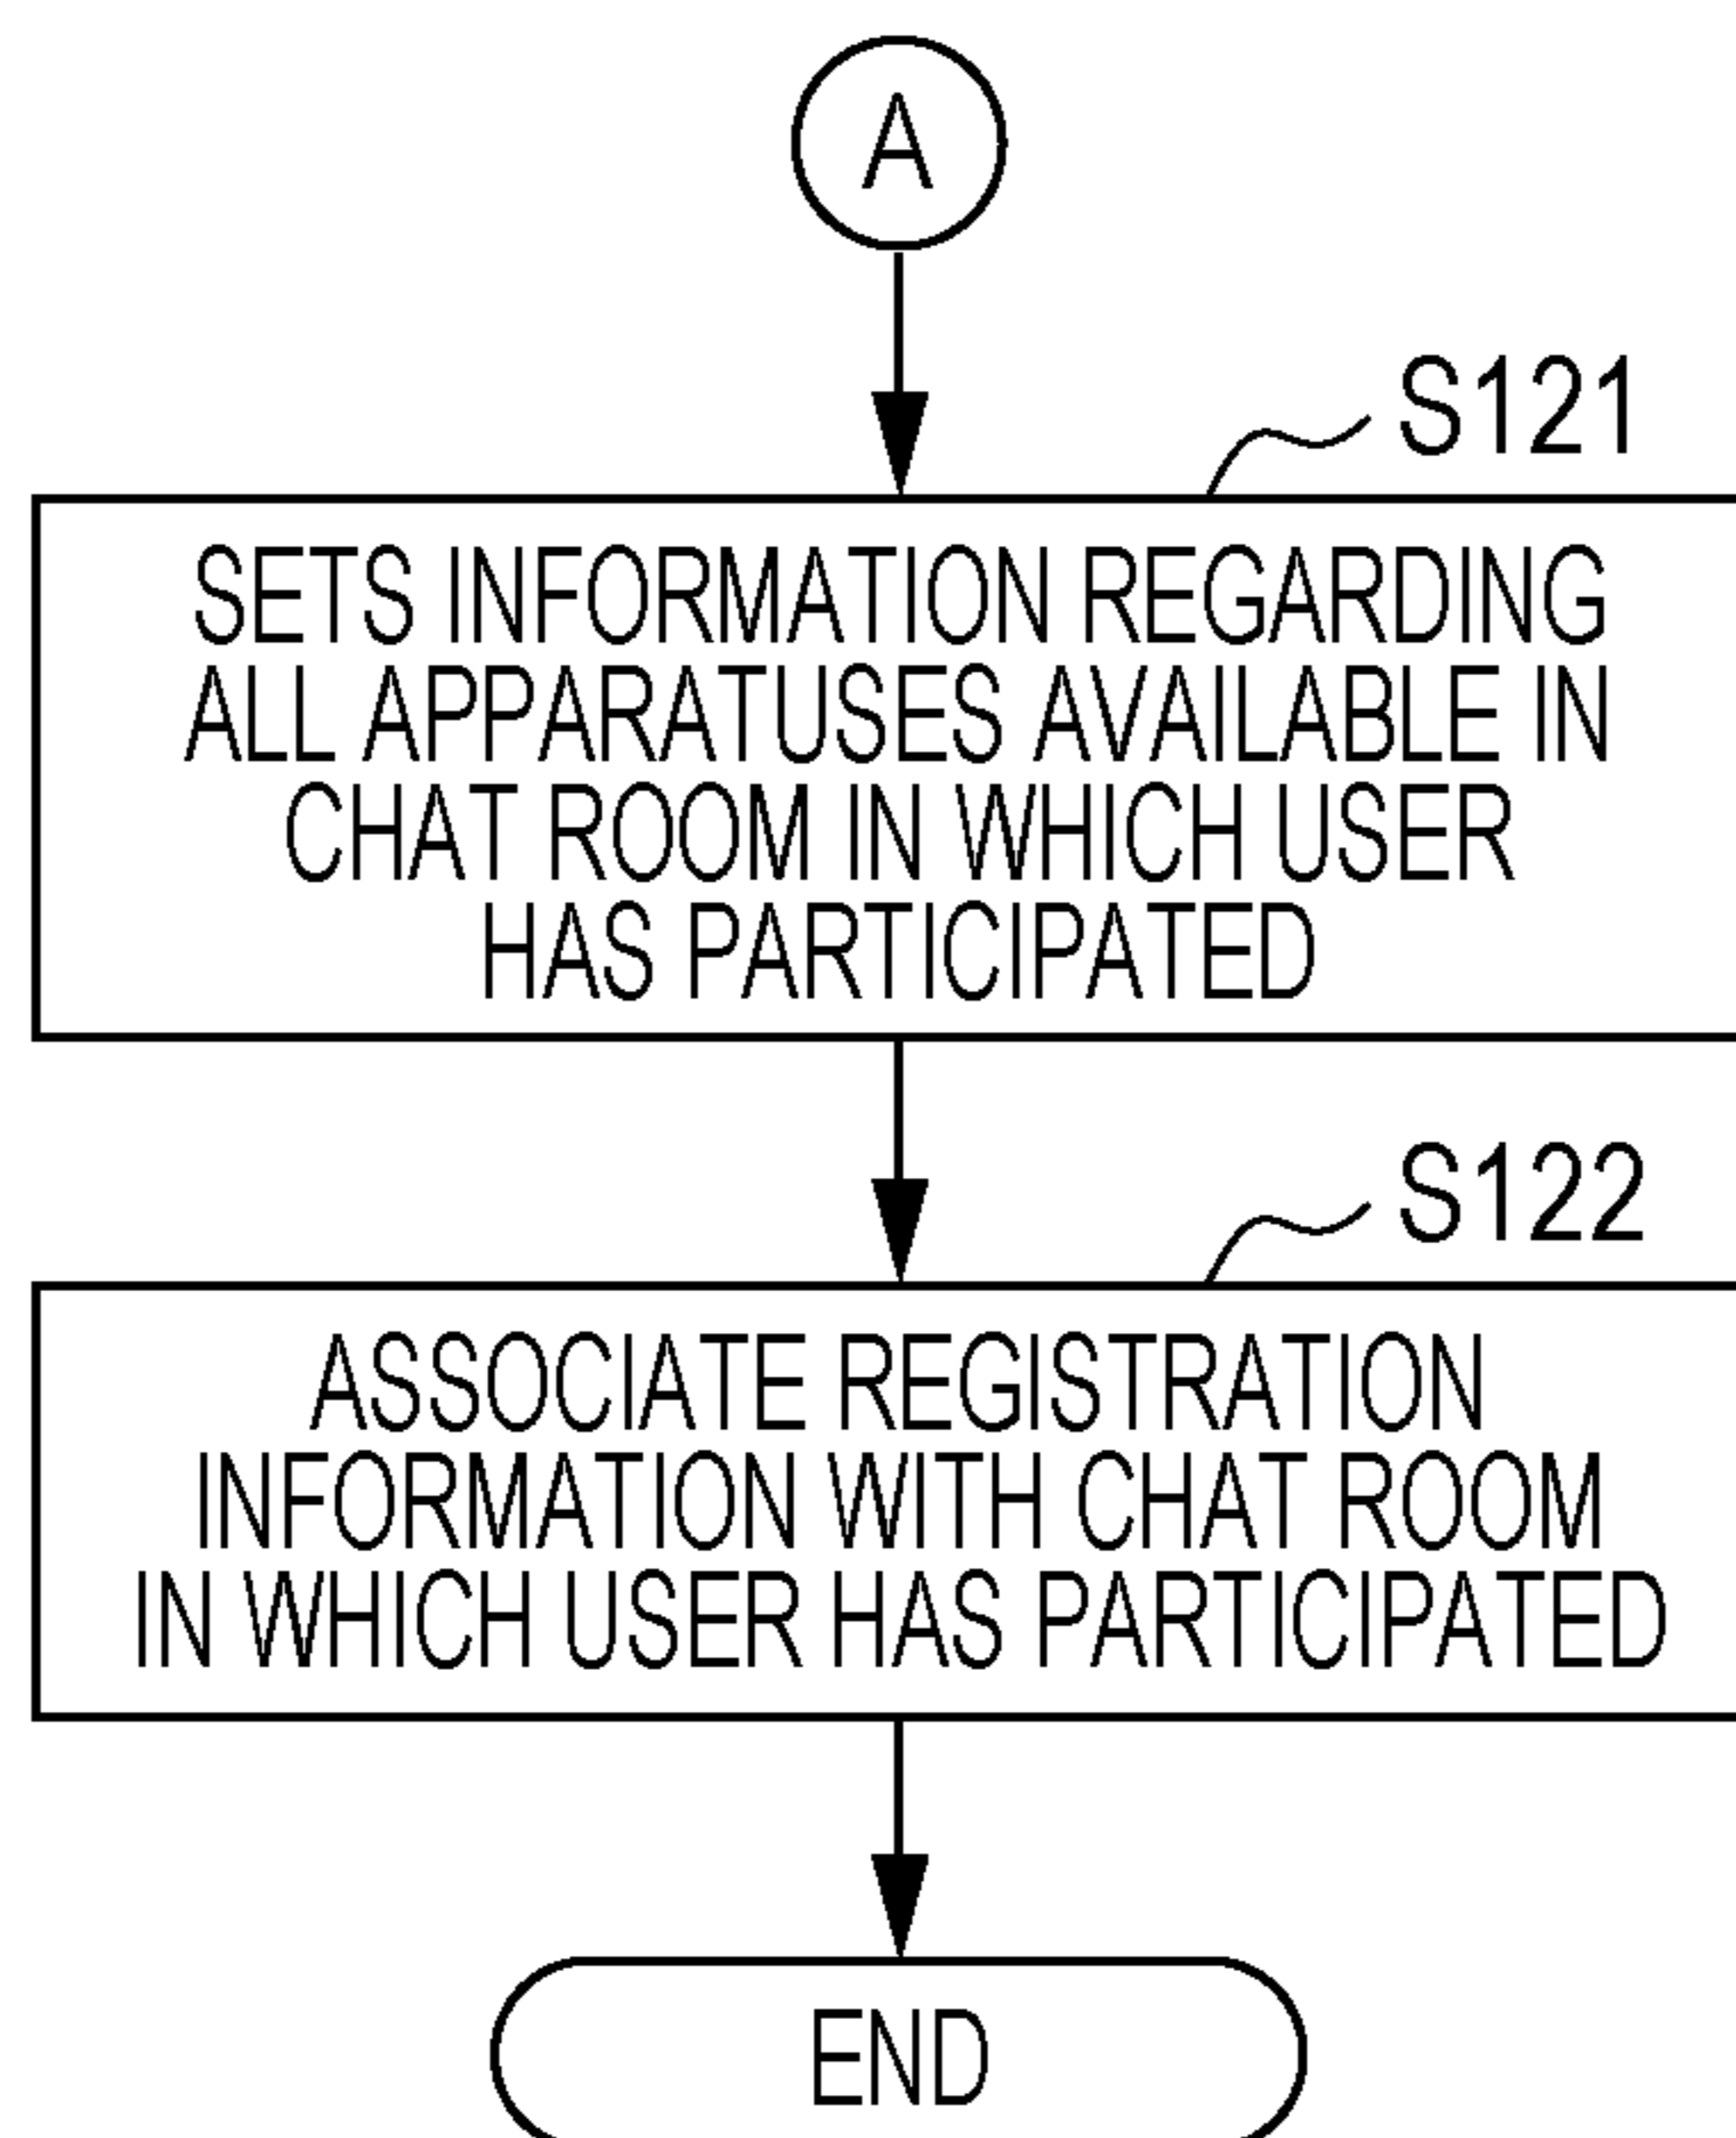 A
S121
SETS INFORMATION REGARDING
ALL APPARATUSES AVAILABLE IN
CHAT ROOM IN WHICH USER
HAS PARTICIPATED
S122
ASSOCIATE REGISTRATION
INFORMATION WITH CHAT ROOM
IN WHICH USER HAS PARTICIPATED
END